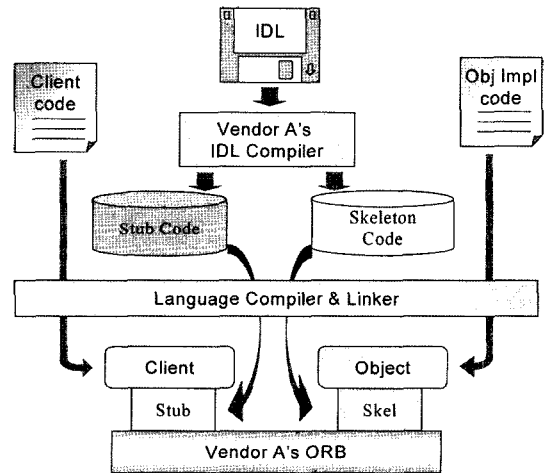 IDL
Client
code
Obj Impl
code
Vendor A's
IDL Compiler
Stub Code
Skeleton
Code
Language Compiler & Linker
Client
Object
Stub
Skel
Vendor A's ORB